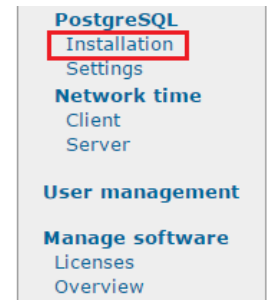 PostgreSQL
Installation
Settings
Network time
Client
Server
User management
Manage software
Licenses
Overview